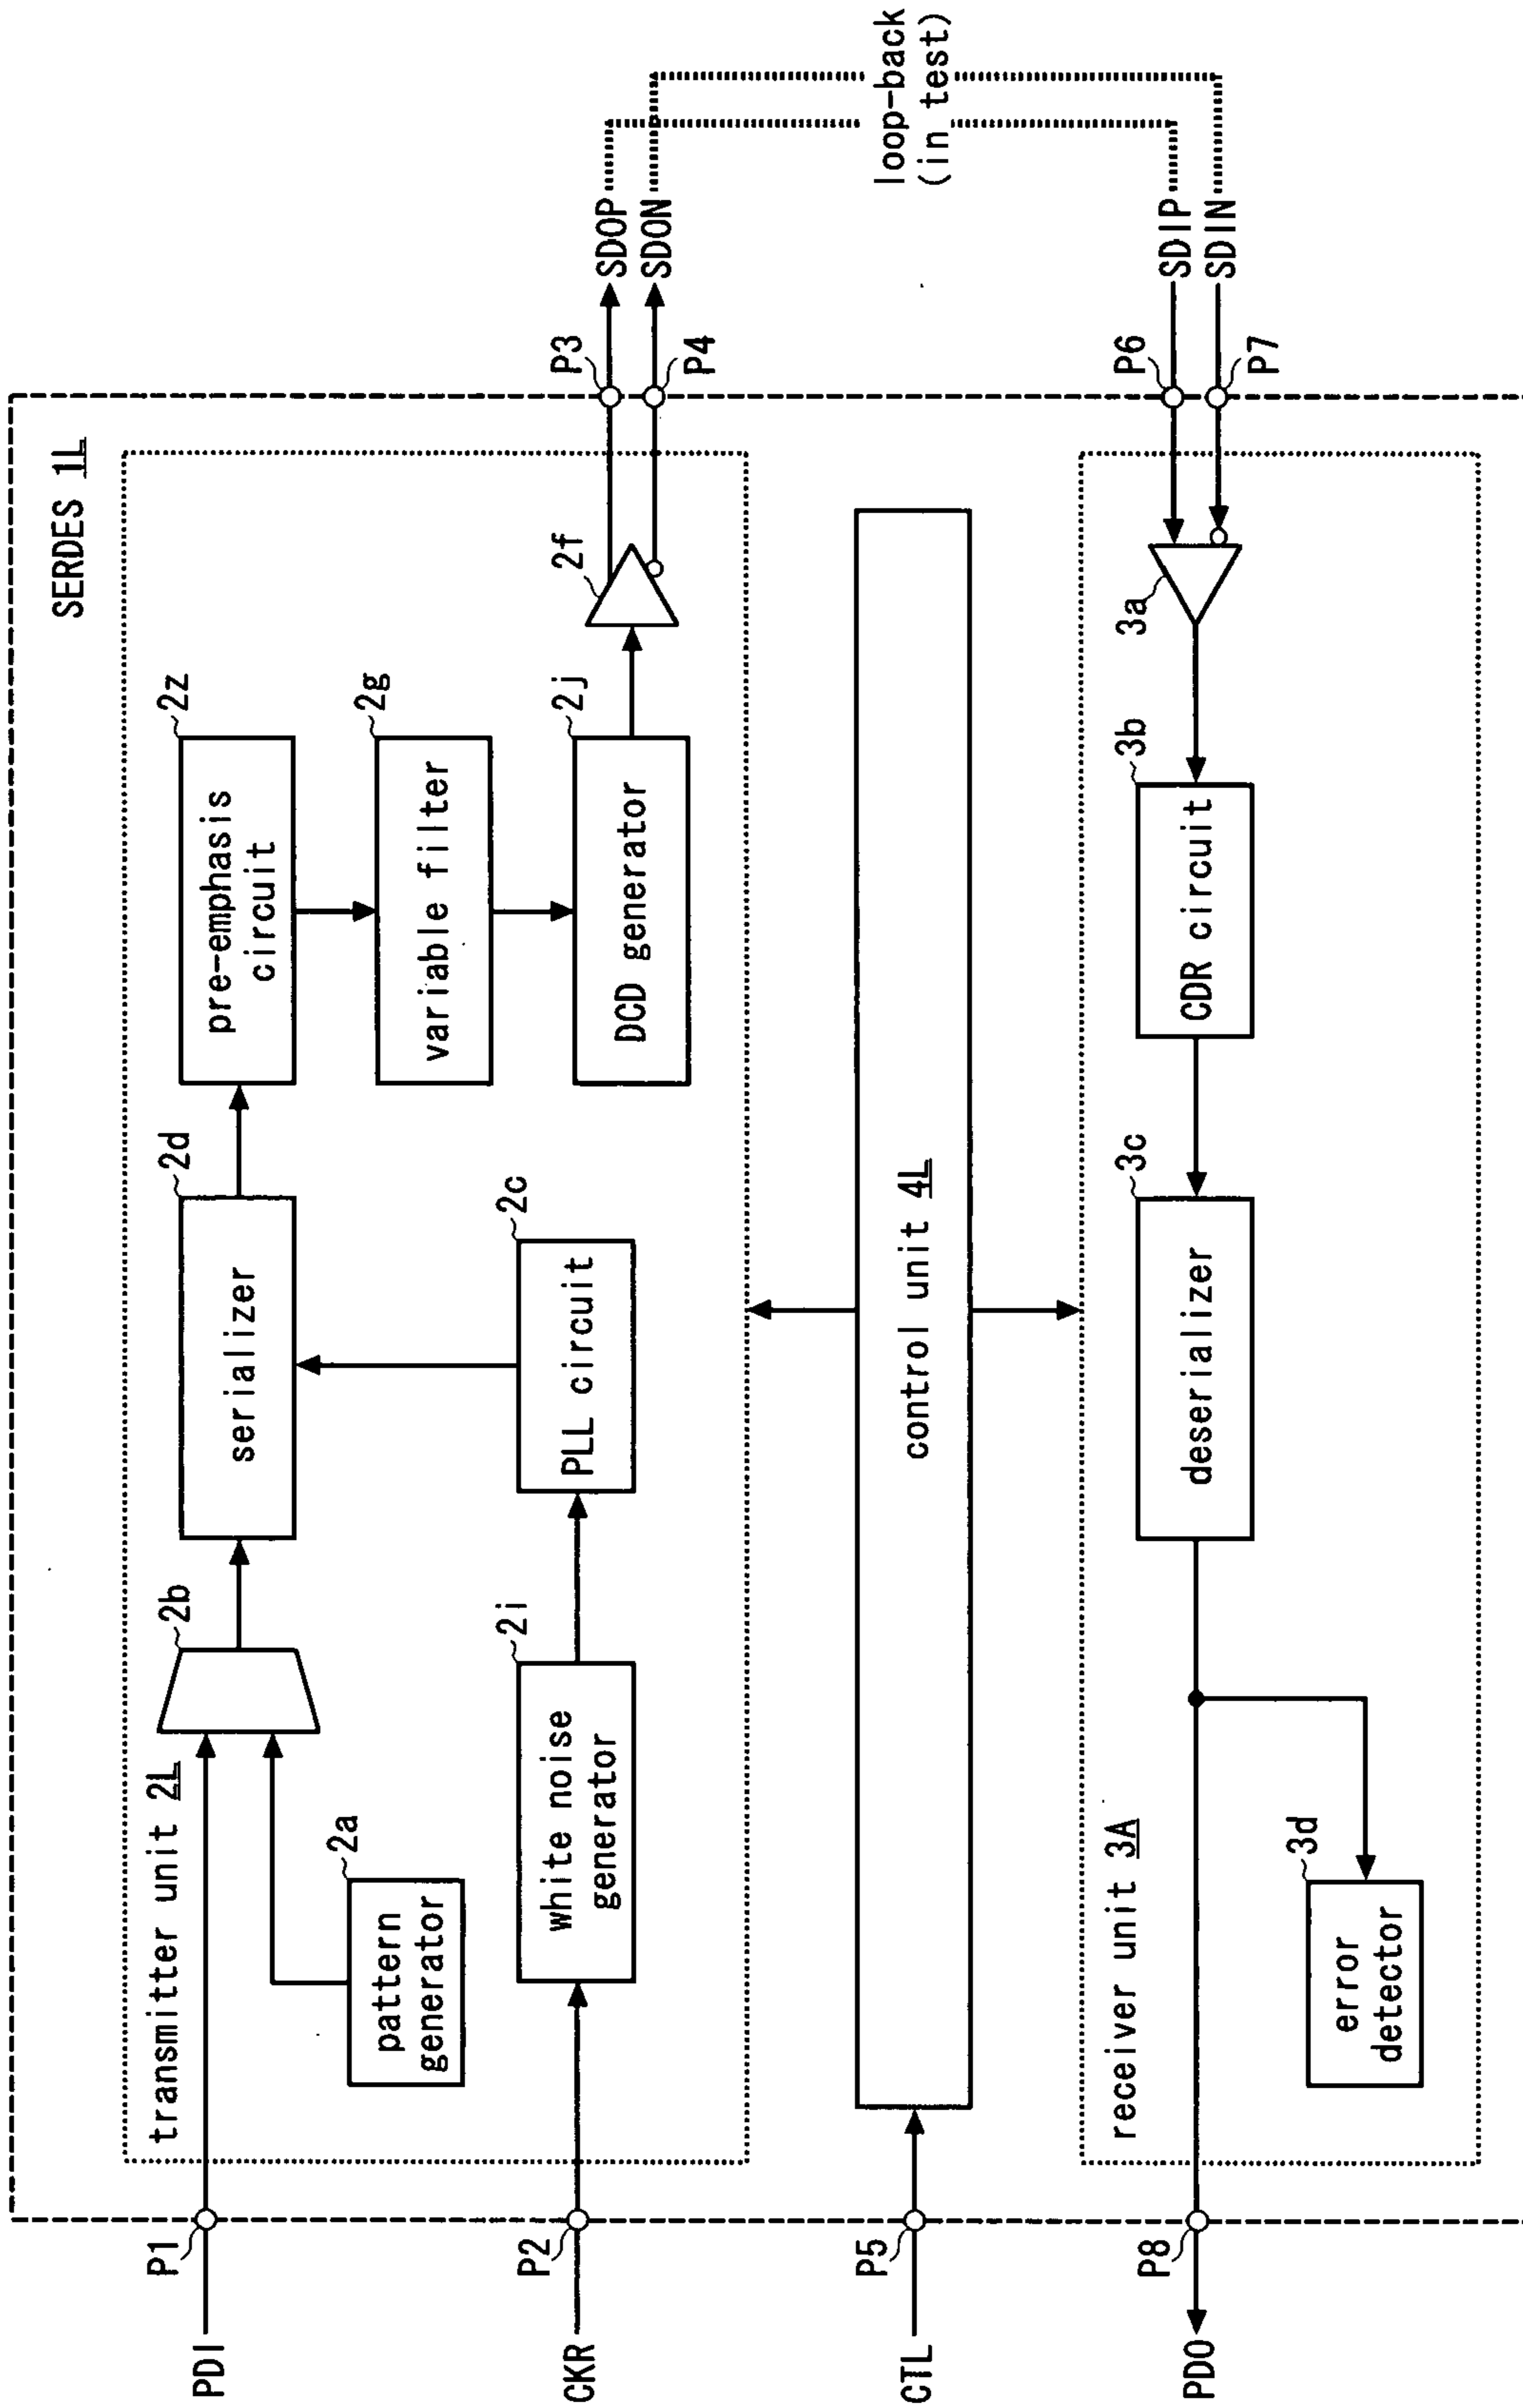 SERDES 1L
transmitter unit 2L
PDI
P1
2b
2d
serializer
2z
pre-emphasis
circuit
2a
pattern
generator
2g
variable filter
CKR
P2
2i
white noise
generator
2c
PLL circuit
2j
DCD generator
2f
P3
SDOP
P4
SDON
CTL
P5
control unit 4L
loop-back
(in test)
receiver unit 3A
PDO
P8
3c
deserializer
3b
CDR circuit
3a
P6
SDIP
P7
SDIN
3d
error
detector